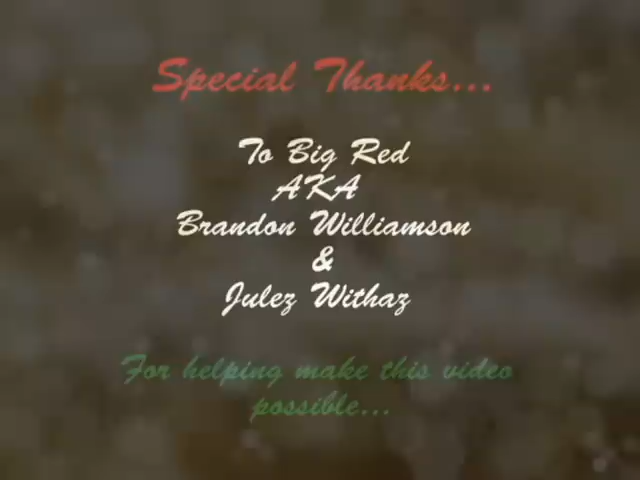 Special Thanks...
To Big Red
AKA
Brandon Williamson
&
Julez Withaz
For helping make this video
possible...